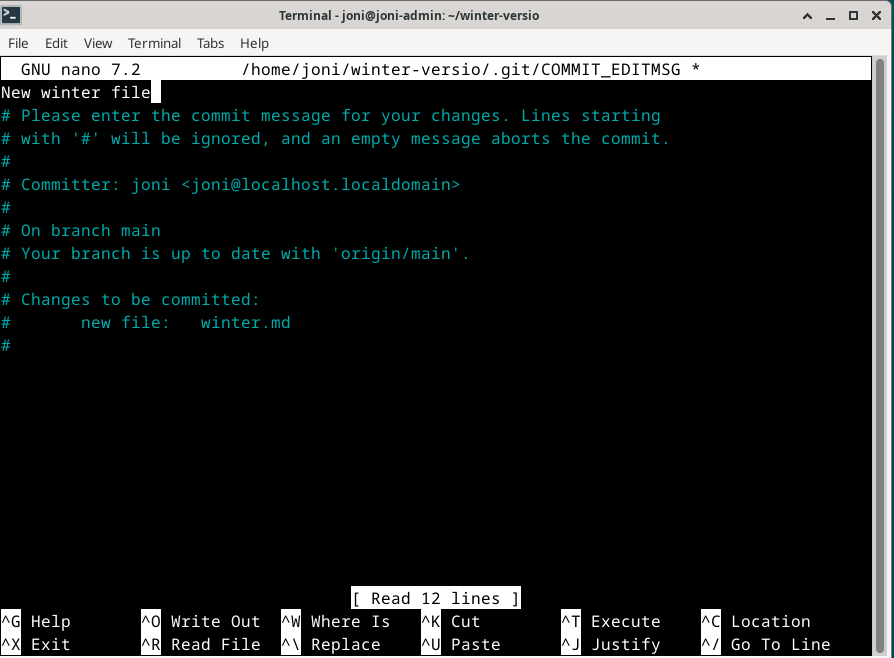 Terminal - joni@joni-admin: ~/winter-versio
File Edit View Terminal Tabs Help
GNU nano 7.2 /home/joni/winter-versio/.git/COMMIT_EDITMSG *
New winter file
# Please enter the commit message for your changes. Lines starting
# with '#' will be ignored, and an empty message aborts the commit.
#
# Committer: joni <joni@localhost.localdomain>
#
# On branch main
# Your branch is up to date with 'origin/main'.
#
# Changes to be committed:
#       new file:   winter.md
#
[ Read 12 lines ]
^G Help ^O Write Out ^W Where Is ^K Cut ^T Execute ^C Location
^X Exit ^R Read File ^\ Replace ^U Paste ^J Justify ^/ Go To Line